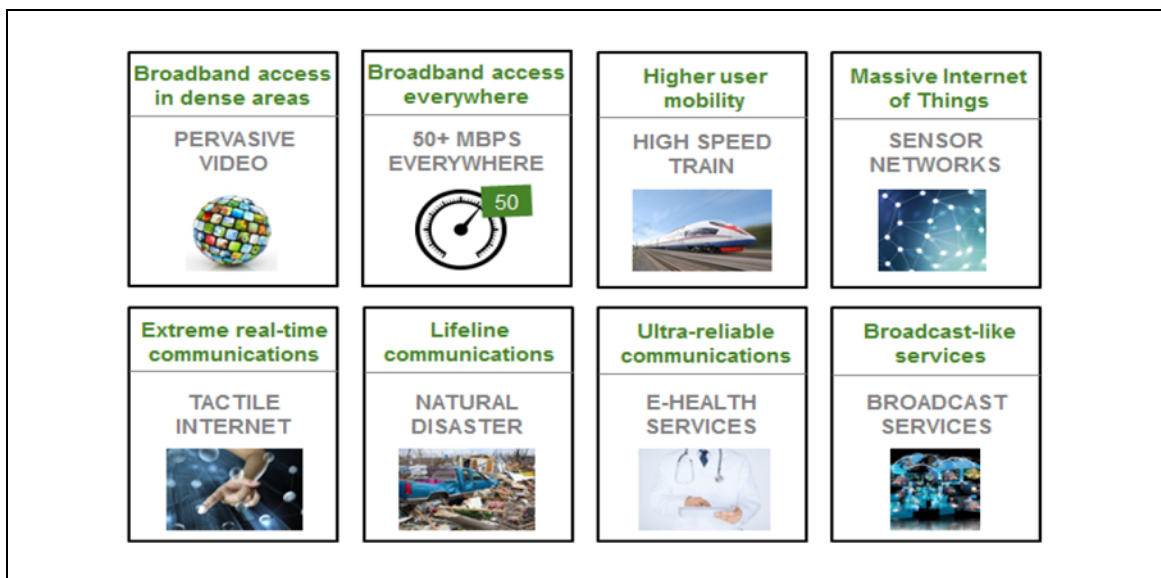 Broadband access
in dense areas
PERVASIVE
VIDEO
Broadband access
everywhere
50+ MBPS
EVERYWHERE
50
Higher user
mobility
HIGH SPEED
TRAIN
Massive Internet
of Things
SENSOR
NETWORKS
Extreme real-time
communications
TACTILE
INTERNET
Lifeline
communications
NATURAL
DISASTER
Ultra-reliable
communications
E-HEALTH
SERVICES
Broadcast-like
services
BROADCAST
SERVICES